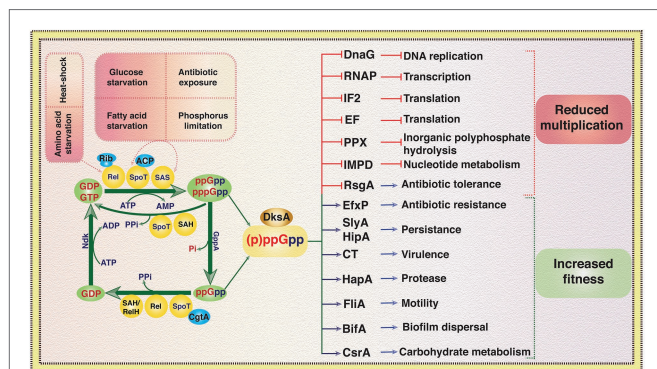 Heat-shock
Amino acid
starvation
Glucose
starvation
Antibiotic
exposure
Fatty acid
starvation
Phosphorus
limitation
Rib
ACP
Rel
SpoT
SAS
GDP
GTP
ppGpp
pppGpp
ATP
AMP
PPi
SpoT
SAH
Ndk
ADP
ATP
GppA
Pi
GDP
PPi
ppGpp
SAH/
RelH
Rel
SpoT
CgtA
DksA
(p)ppGpp
DnaG DNA replication
RNAP Transcription
IF2 Translation
EF Translation
PPX Inorganic polyphosphate
hydrolysis
IMPD Nucleotide metabolism
RsgA Antibiotic tolerance
EfxP Antibiotic resistance
SlyA
HipA
Persistance
CT Virulence
HapA Protease
FliA Motility
BifA Biofilm dispersal
CsrA Carbohydrate metabolism
Reduced
multiplication
Increased
fitness